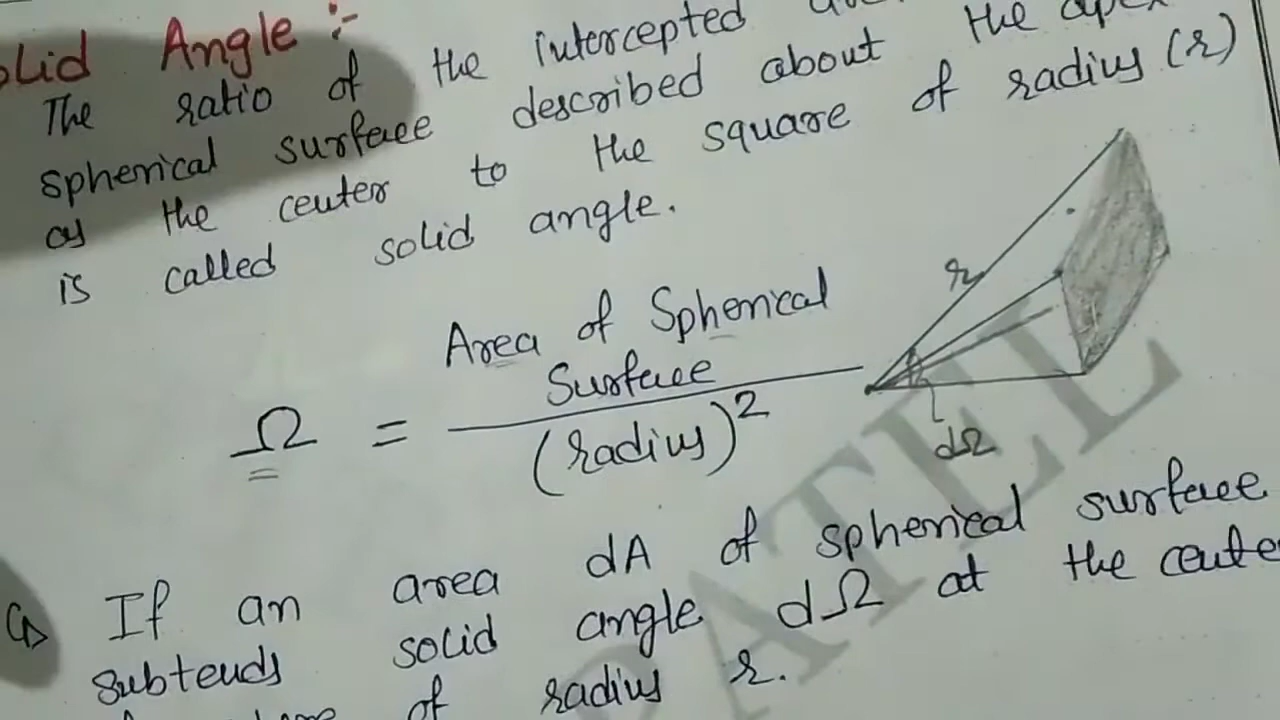 Angle :-
The ratio of the intercepted
spherical surface described about the apex
as the center to the square of radius (r)
is called solid angle.
Area of Spherical
Surface
Ω =
(radius)²
r
dΩ
If an area dA of spherical surface
subtends solid angle dΩ at the
of radius r.
PATEL